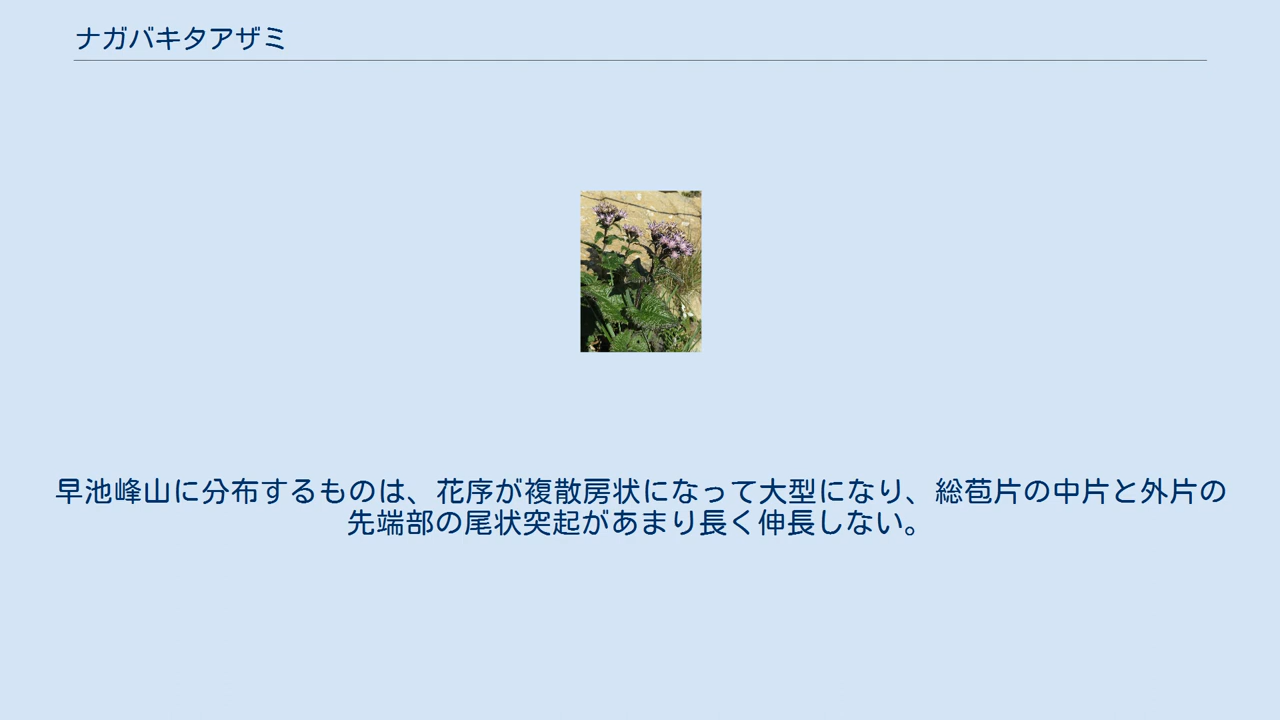 ナガバキタアザミ
早池峰山に分布するものは、花序が複散房状になって大型になり、総苞片の中片と外片の
先端部の尾状突起があまり長く伸長しない。